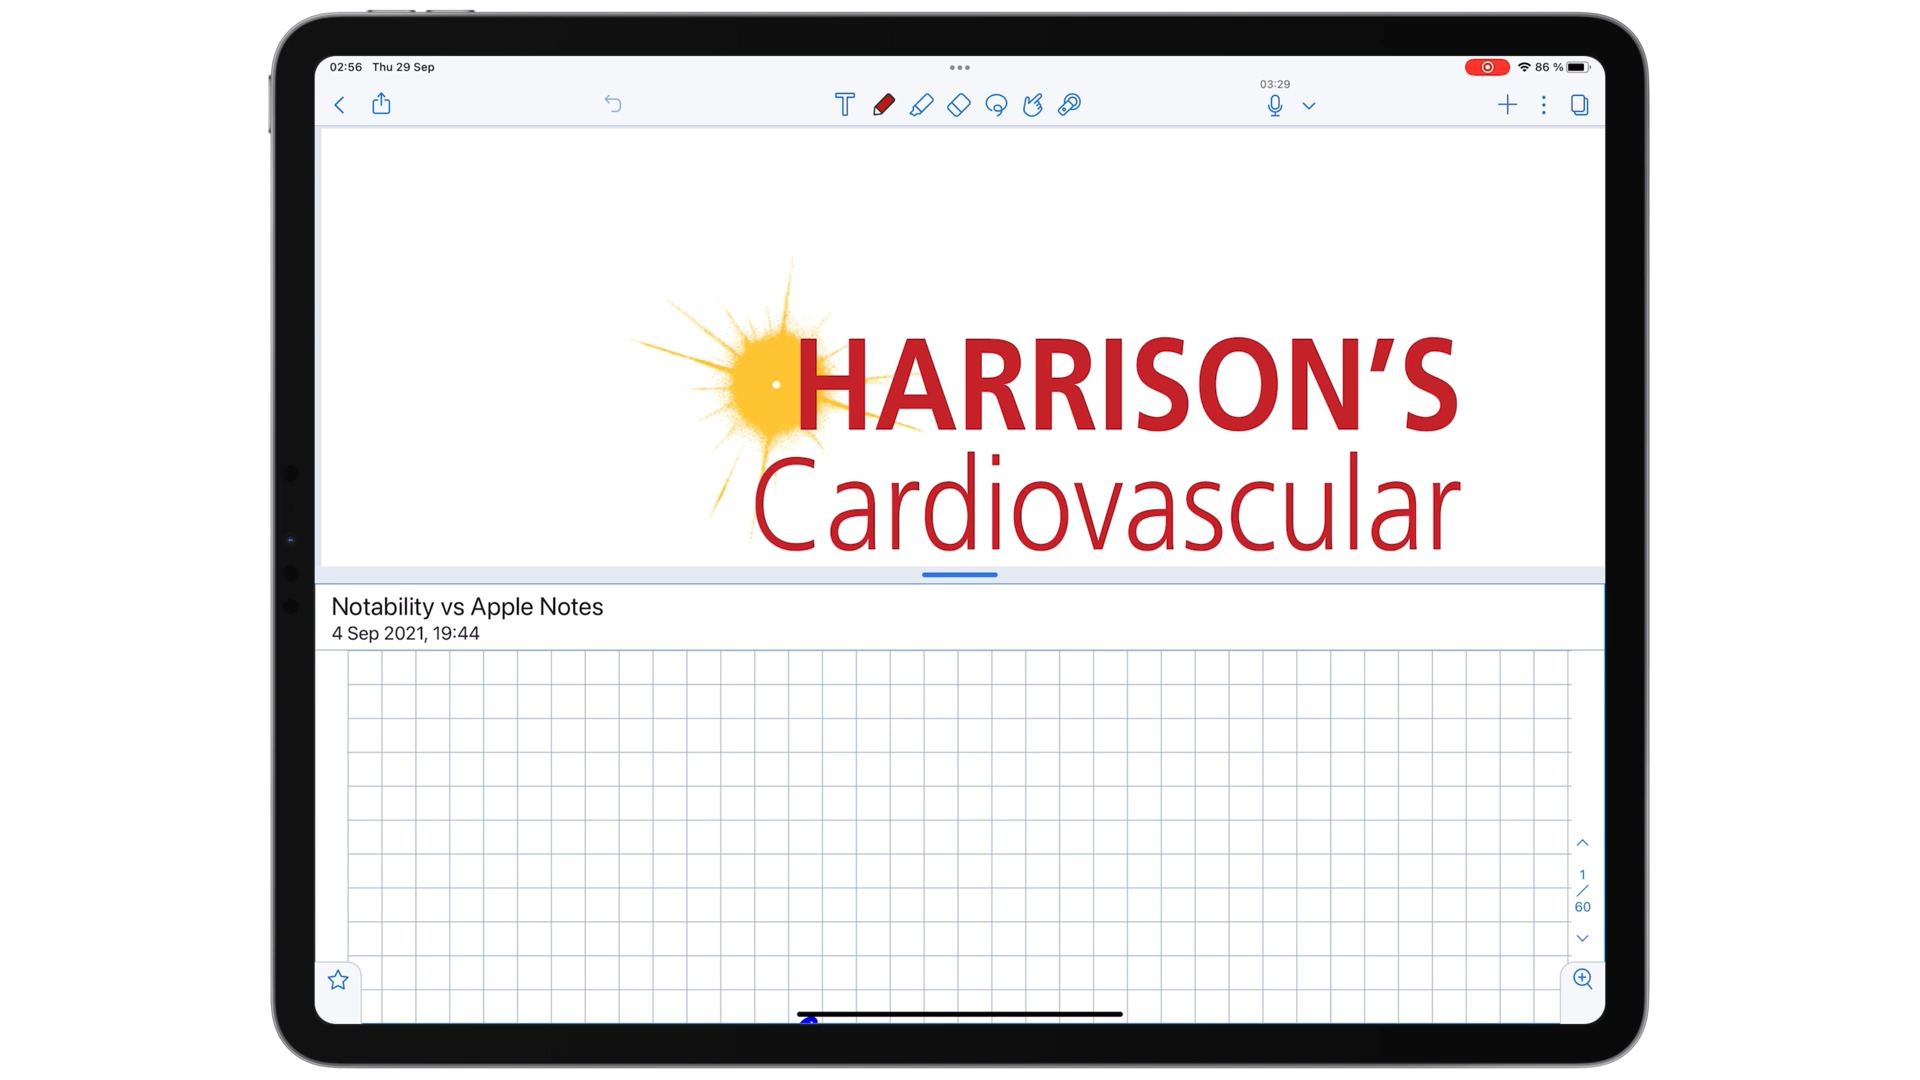 02:56 Thu 29 Sep
86 %
03:29
HARRISON'S
Cardiovascular
Notability vs Apple Notes
4 Sep 2021, 19:44
1
/
60